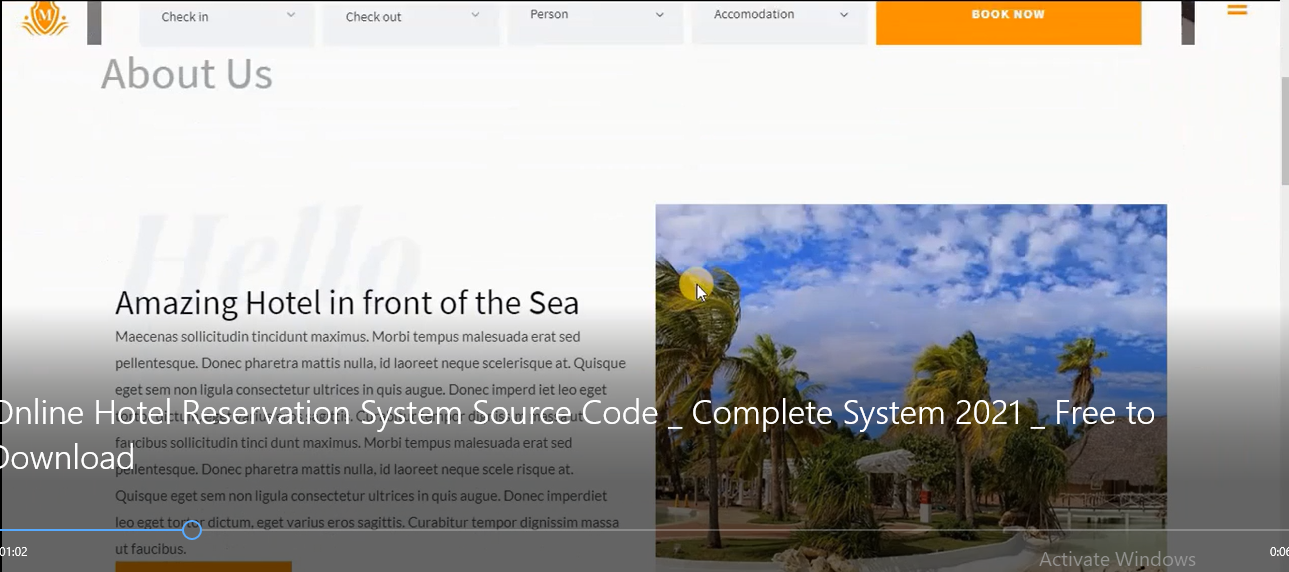 M
Check in
Check out
Person
Accomodation
BOOK NOW
About Us
Hello
Amazing Hotel in front of the Sea
Maecenas sollicitudin tincidunt maximus. Morbi tempus malesuada erat sed
pellentesque. Donec pharetra mattis nulla, id laoreet neque scelerisque at. Quisque
eget sem non ligula consectetur ultrices in quis augue. Donec imperd iet leo eget
Online Hotel Reservation System Source Code _ Complete System 2021 _ Free to
faucibus sollicitudin tinci dunt maximus. Morbi tempus malesuada erat sed
Download
pellentesque. Donec pharetra mattis nulla, id laoreet neque scele risque at.
Quisque eget sem non ligula consectetur ultricies in quis augue. Donec imperdiet
leo eget tortor dictum, eget varius eros sagittis. Curabitur tempor dignissim massa
ut faucibus.
01:02
0:06
Activate Windows